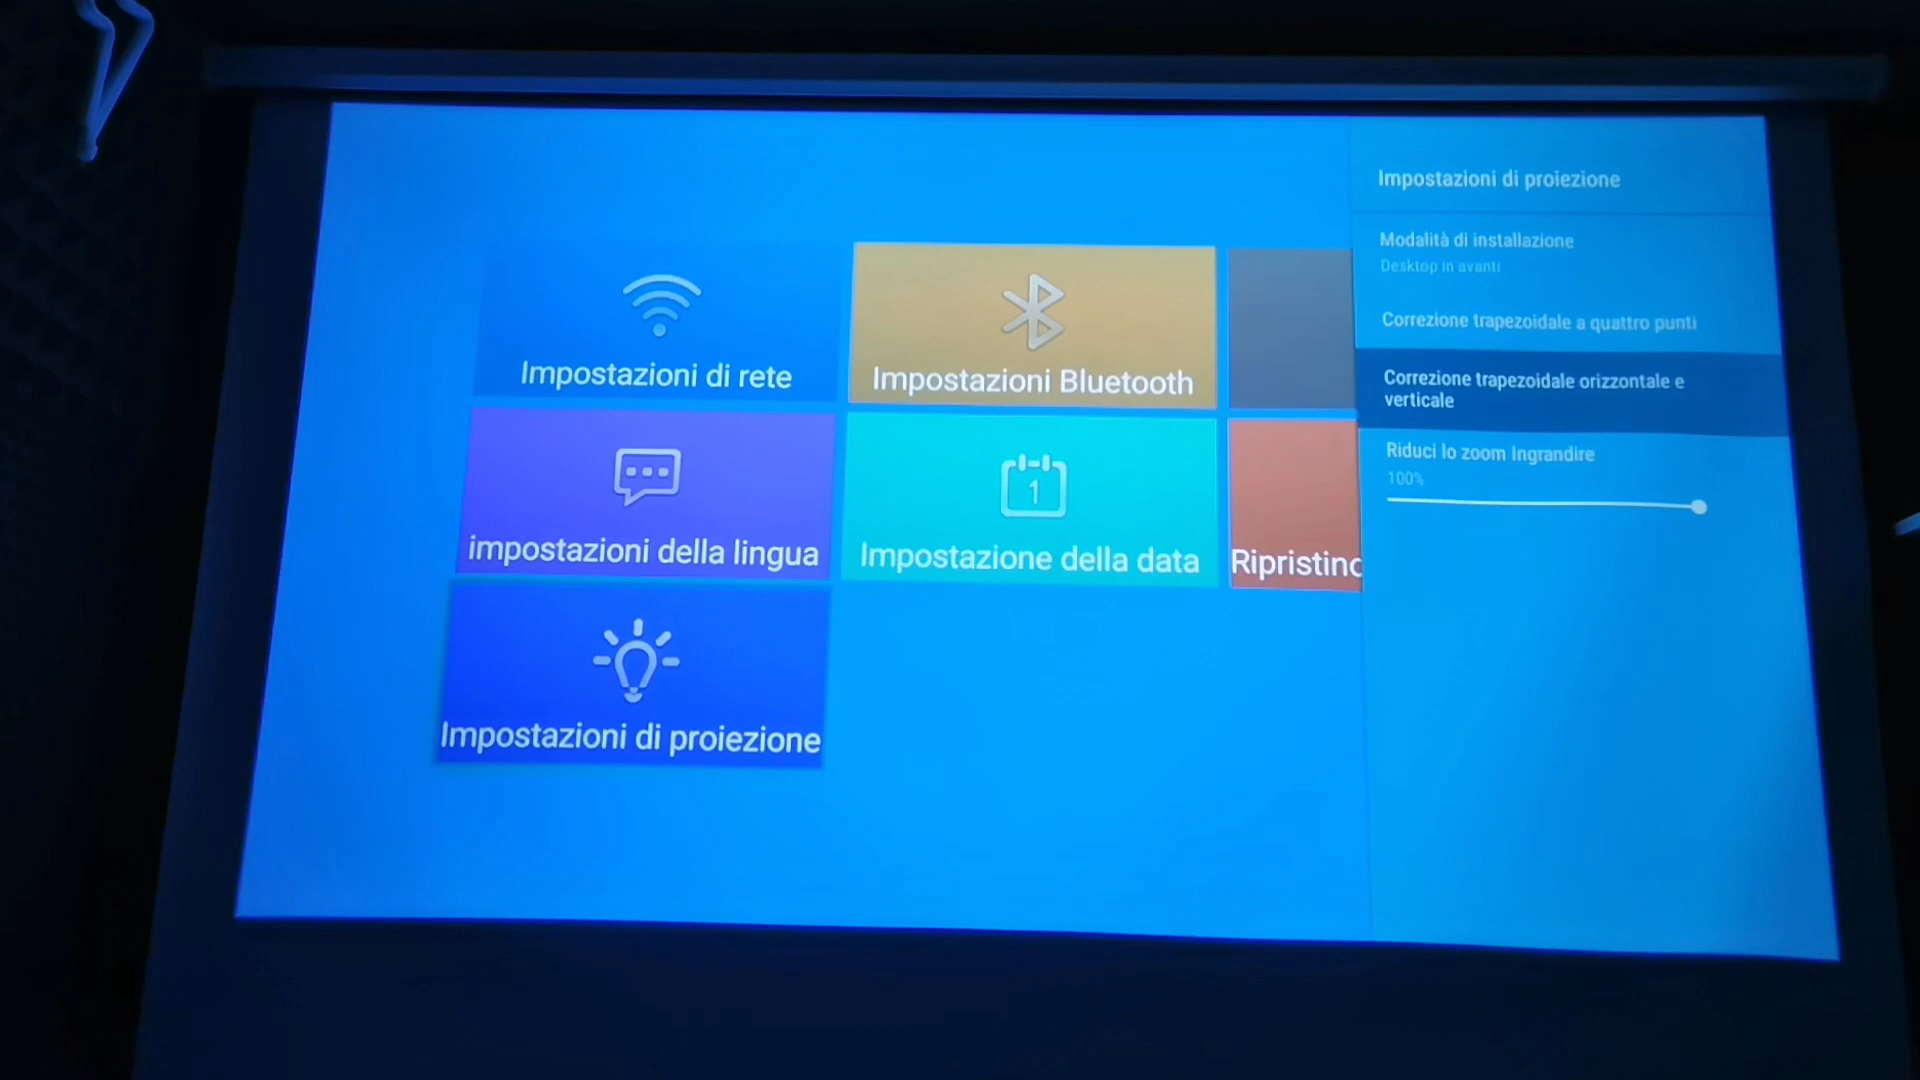 Impostazioni di rete
Impostazioni Bluetooth
impostazioni della lingua
1
Impostazione della data
Ripristino
Impostazioni di proiezione
Impostazioni di proiezione
Modalità di installazione
Desktop in avanti
Correzione trapezoidale a quattro punti
Correzione trapezoidale orizzontale e
verticale
Riduci lo zoom Ingrandire
100%